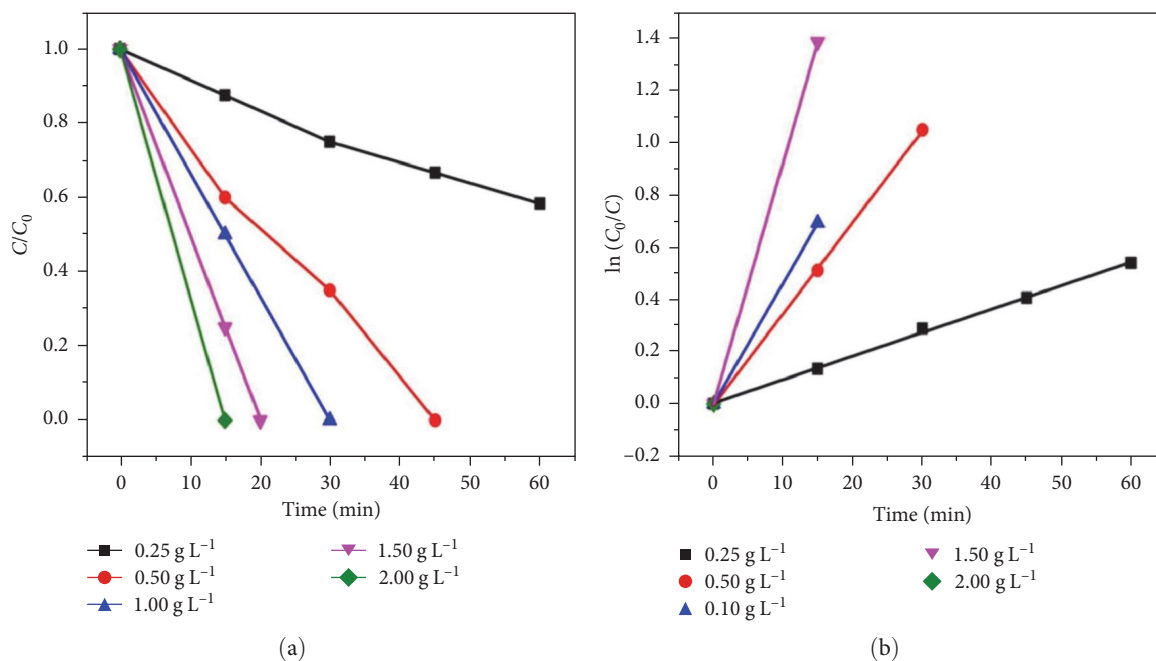 1.0
0.8
0.6
0.4
0.2
0.0
C/C₀
0 10 20 30 40 50 60
Time (min)
0.25 g L⁻¹
0.50 g L⁻¹
1.00 g L⁻¹
1.50 g L⁻¹
2.00 g L⁻¹
(a)
1.4
1.2
1.0
0.8
0.6
0.4
0.2
0.0
–0.2
ln (C₀/C)
0 10 20 30 40 50 60
Time (min)
0.25 g L⁻¹
0.50 g L⁻¹
0.10 g L⁻¹
1.50 g L⁻¹
2.00 g L⁻¹
(b)